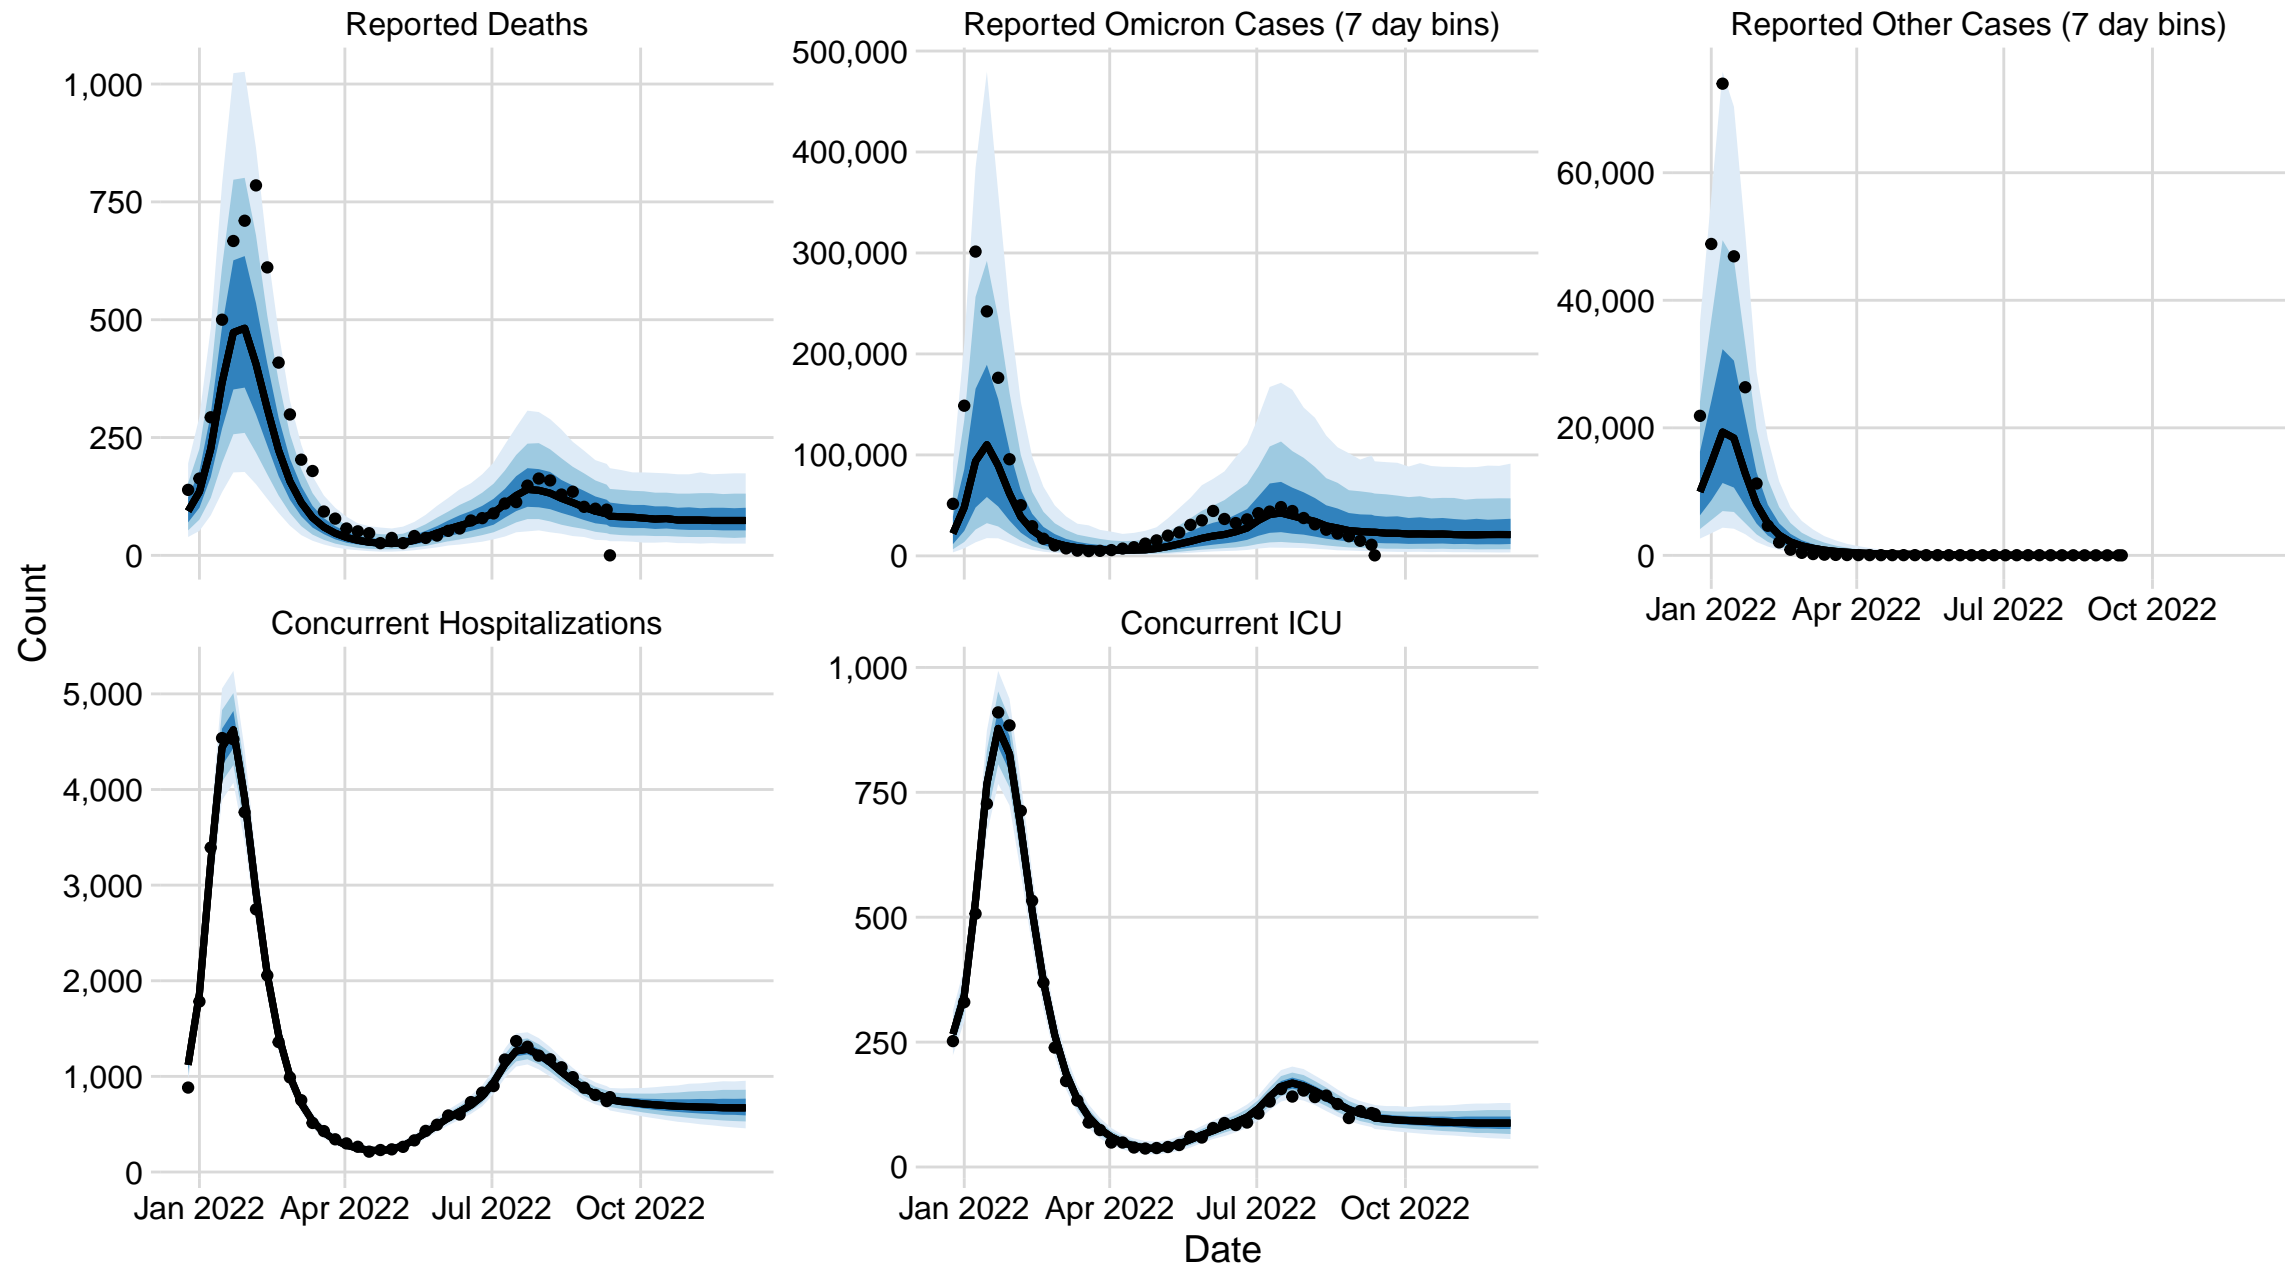 Reported Deaths
1,000
750
500
250
0
Reported Omicron Cases (7 day bins)
500,000
400,000
300,000
200,000
100,000
0
Reported Other Cases (7 day bins)
60,000
40,000
20,000
0
Jan 2022 Apr 2022 Jul 2022 Oct 2022
Count
Concurrent Hospitalizations
5,000
4,000
3,000
2,000
1,000
0
Jan 2022 Apr 2022 Jul 2022 Oct 2022
Concurrent ICU
1,000
750
500
250
0
Jan 2022 Apr 2022 Jul 2022 Oct 2022
Date